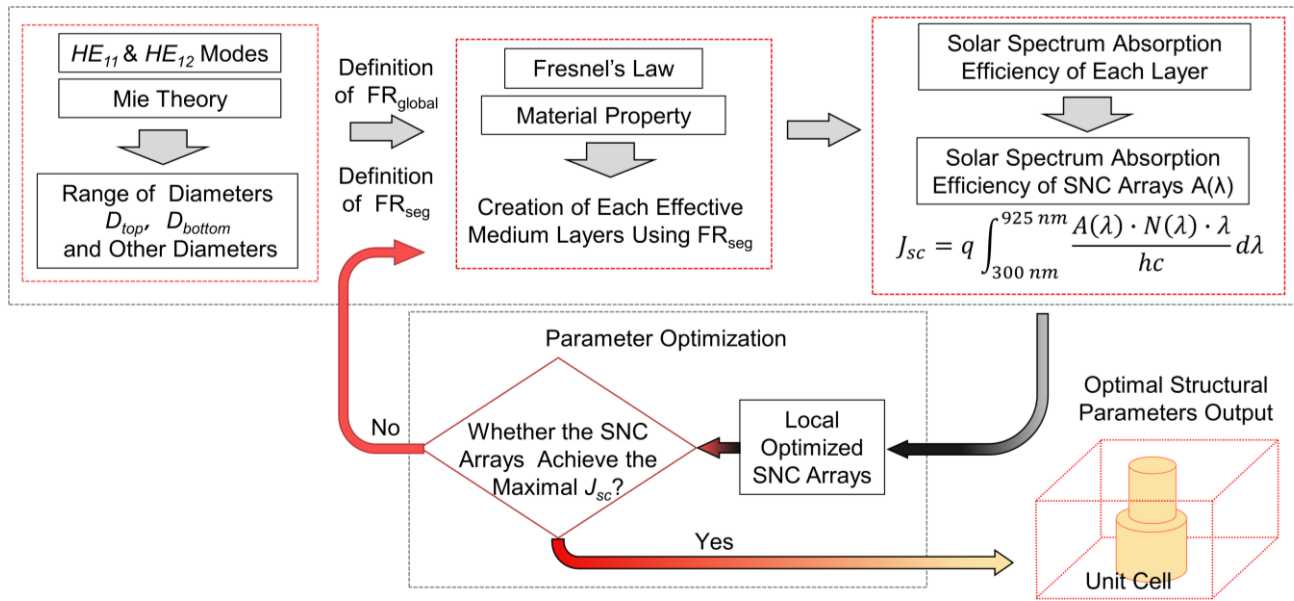 HE11 & HE12 Modes
Mie Theory
Range of Diameters
Dtop, Dbottom
and Other Diameters
Definition
of FRglobal
Definition
of FRseg
Fresnel's Law
Material Property
Creation of Each Effective
Medium Layers Using FRseg
Solar Spectrum Absorption
Efficiency of Each Layer
Solar Spectrum Absorption
Efficiency of SNC Arrays A(λ)
Jsc = q ∫300 nm^925 nm A(λ) · N(λ) · λ / hc dλ
Parameter Optimization
No
Whether the SNC
Arrays Achieve the
Maximal Jsc?
Local
Optimized
SNC Arrays
Yes
Optimal Structural
Parameters Output
Unit Cell